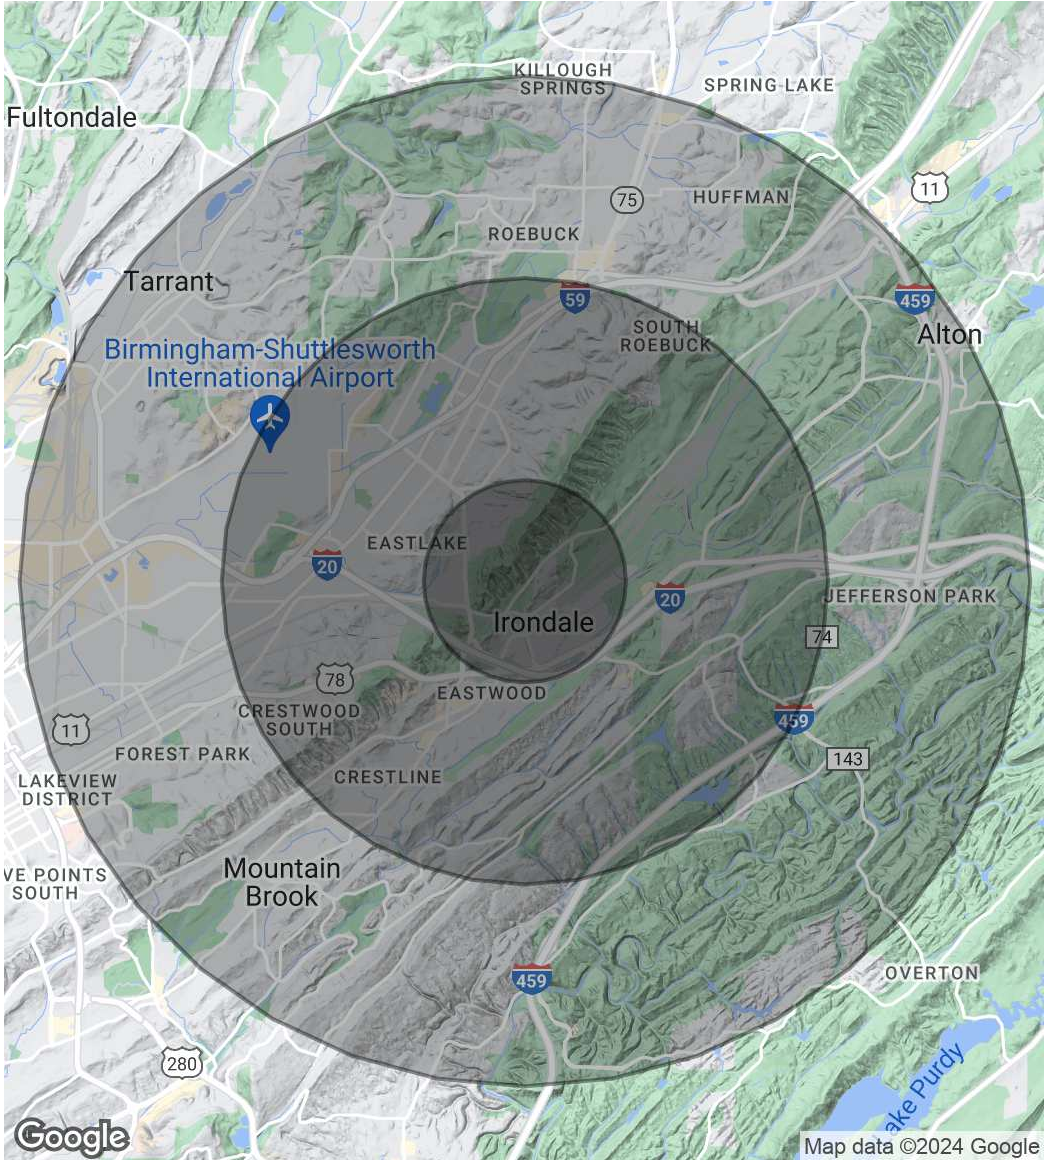 KILLOUGH
SPRINGS
SPRING LAKE
Fultondale
11
75
HUFFMAN
ROEBUCK
Tarrant
59
459
SOUTH
ROEBUCK
Alton
Birmingham-Shuttlesworth
International Airport
EASTLAKE
20
20
JEFFERSON PARK
Irondale
74
78
EASTWOOD
CRESTWOOD
SOUTH
459
11
FOREST PARK
143
LAKEVIEW
DISTRICT
CRESTLINE
Mountain
Brook
VE POINTS
SOUTH
OVERTON
459
280
ake Purdy
Google
Map data ©2024 Google